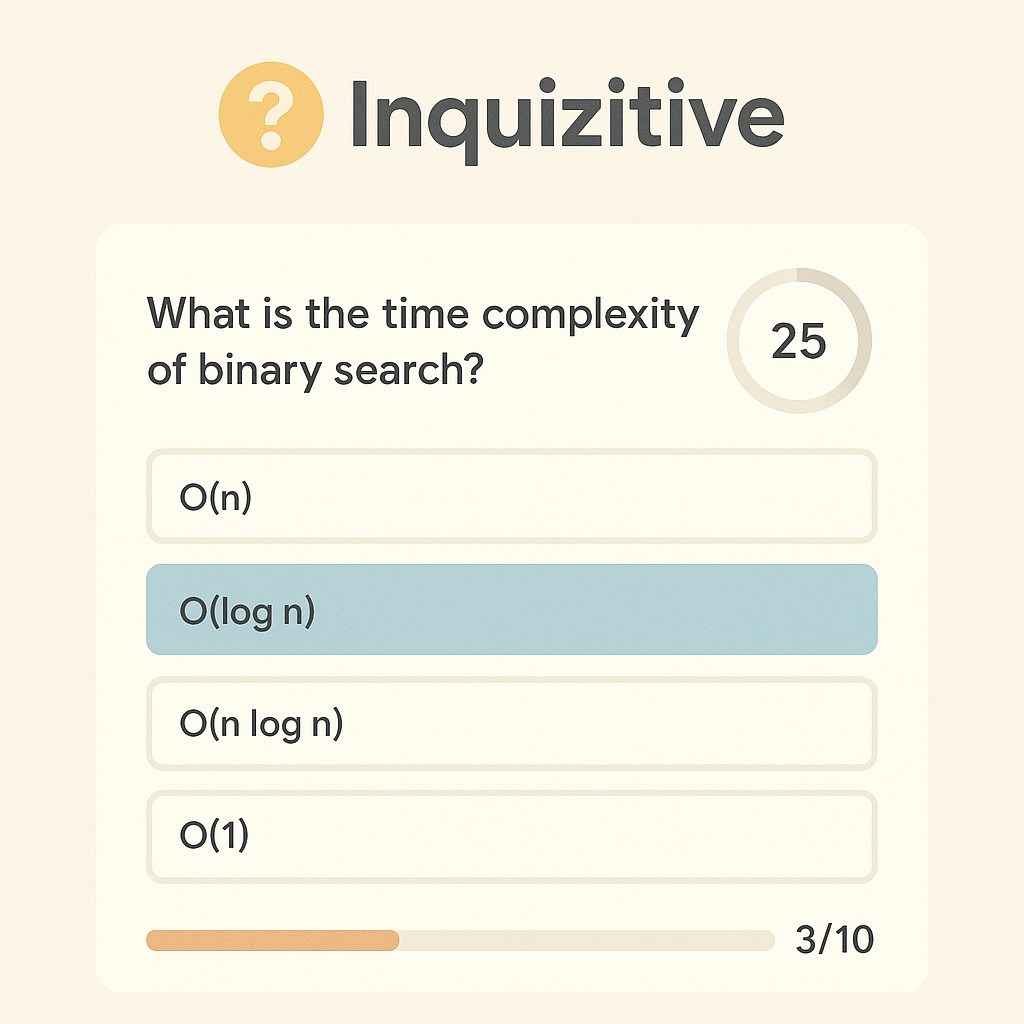 ?
Inquizitive
What is the time complexity
of binary search?
25
O(n)
O(log n)
O(n log n)
O(1)
3/10